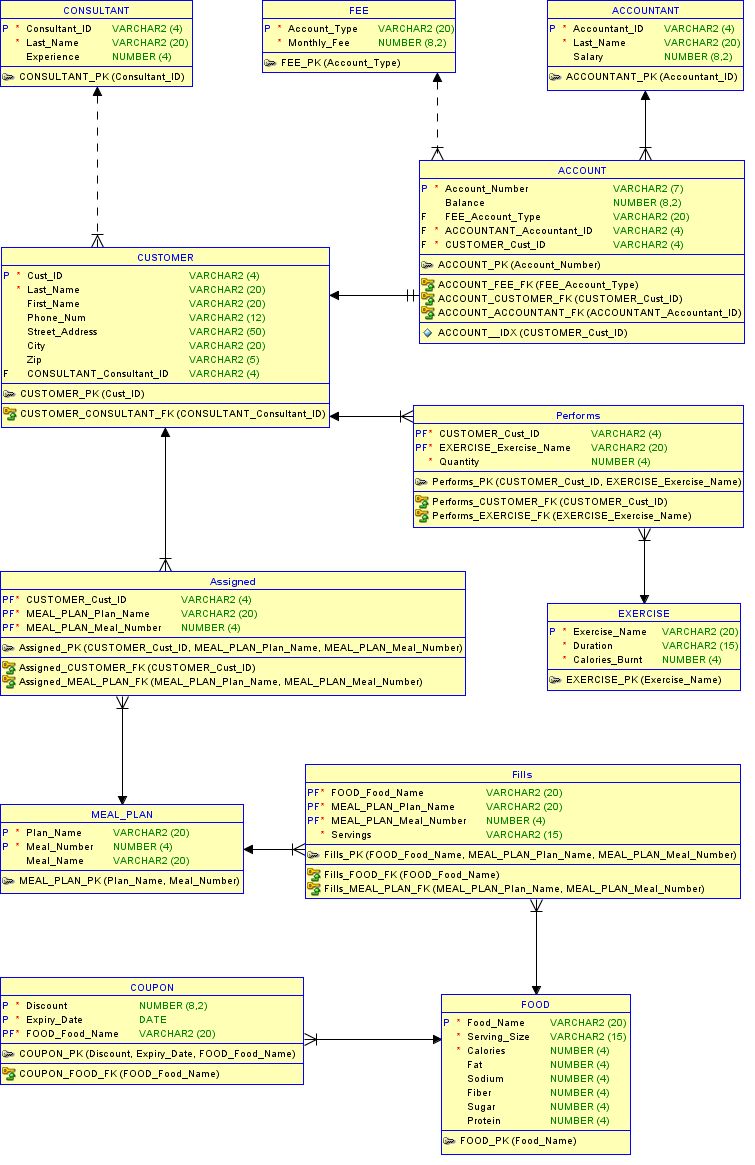 CONSULTANT
P * Consultant_ID VARCHAR2 (4)
* Last_Name VARCHAR2 (20)
Experience NUMBER (4)
CONSULTANT_PK (Consultant_ID)
FEE
P * Account_Type VARCHAR2 (20)
* Monthly_Fee NUMBER (8,2)
FEE_PK (Account_Type)
ACCOUNTANT
P * Accountant_ID VARCHAR2 (4)
* Last_Name VARCHAR2 (20)
Salary NUMBER (8,2)
ACCOUNTANT_PK (Accountant_ID)
ACCOUNT
P * Account_Number VARCHAR2 (7)
Balance NUMBER (8,2)
F FEE_Account_Type VARCHAR2 (20)
F * ACCOUNTANT_Accountant_ID VARCHAR2 (4)
F * CUSTOMER_Cust_ID VARCHAR2 (4)
ACCOUNT_PK (Account_Number)
ACCOUNT_FEE_FK (FEE_Account_Type)
ACCOUNT_CUSTOMER_FK (CUSTOMER_Cust_ID)
ACCOUNT_ACCOUNTANT_FK (ACCOUNTANT_Accountant_ID)
ACCOUNT__IDX (CUSTOMER_Cust_ID)
CUSTOMER
P * Cust_ID VARCHAR2 (4)
* Last_Name VARCHAR2 (20)
First_Name VARCHAR2 (20)
Phone_Num VARCHAR2 (12)
Street_Address VARCHAR2 (50)
City VARCHAR2 (20)
Zip VARCHAR2 (5)
F CONSULTANT_Consultant_ID VARCHAR2 (4)
CUSTOMER_PK (Cust_ID)
CUSTOMER_CONSULTANT_FK (CONSULTANT_Consultant_ID)
Performs
PF* CUSTOMER_Cust_ID VARCHAR2 (4)
PF* EXERCISE_Exercise_Name VARCHAR2 (20)
* Quantity NUMBER (4)
Performs_PK (CUSTOMER_Cust_ID, EXERCISE_Exercise_Name)
Performs_CUSTOMER_FK (CUSTOMER_Cust_ID)
Performs_EXERCISE_FK (EXERCISE_Exercise_Name)
Assigned
PF* CUSTOMER_Cust_ID VARCHAR2 (4)
PF* MEAL_PLAN_Plan_Name VARCHAR2 (20)
PF* MEAL_PLAN_Meal_Number NUMBER (4)
Assigned_PK (CUSTOMER_Cust_ID, MEAL_PLAN_Plan_Name, MEAL_PLAN_Meal_Number)
Assigned_CUSTOMER_FK (CUSTOMER_Cust_ID)
Assigned_MEAL_PLAN_FK (MEAL_PLAN_Plan_Name, MEAL_PLAN_Meal_Number)
EXERCISE
P * Exercise_Name VARCHAR2 (20)
* Duration VARCHAR2 (15)
* Calories_Burnt NUMBER (4)
EXERCISE_PK (Exercise_Name)
Fills
PF* FOOD_Food_Name VARCHAR2 (20)
PF* MEAL_PLAN_Plan_Name VARCHAR2 (20)
PF* MEAL_PLAN_Meal_Number NUMBER (4)
* Servings VARCHAR2 (15)
Fills_PK (FOOD_Food_Name, MEAL_PLAN_Plan_Name, MEAL_PLAN_Meal_Number)
Fills_FOOD_FK (FOOD_Food_Name)
Fills_MEAL_PLAN_FK (MEAL_PLAN_Plan_Name, MEAL_PLAN_Meal_Number)
MEAL_PLAN
P * Plan_Name VARCHAR2 (20)
P * Meal_Number NUMBER (4)
Meal_Name VARCHAR2 (20)
MEAL_PLAN_PK (Plan_Name, Meal_Number)
COUPON
P * Discount NUMBER (8,2)
P * Expiry_Date DATE
PF* FOOD_Food_Name VARCHAR2 (20)
COUPON_PK (Discount, Expiry_Date, FOOD_Food_Name)
COUPON_FOOD_FK (FOOD_Food_Name)
FOOD
P * Food_Name VARCHAR2 (20)
* Serving_Size VARCHAR2 (15)
* Calories NUMBER (4)
Fat NUMBER (4)
Sodium NUMBER (4)
Fiber NUMBER (4)
Sugar NUMBER (4)
Protein NUMBER (4)
FOOD_PK (Food_Name)